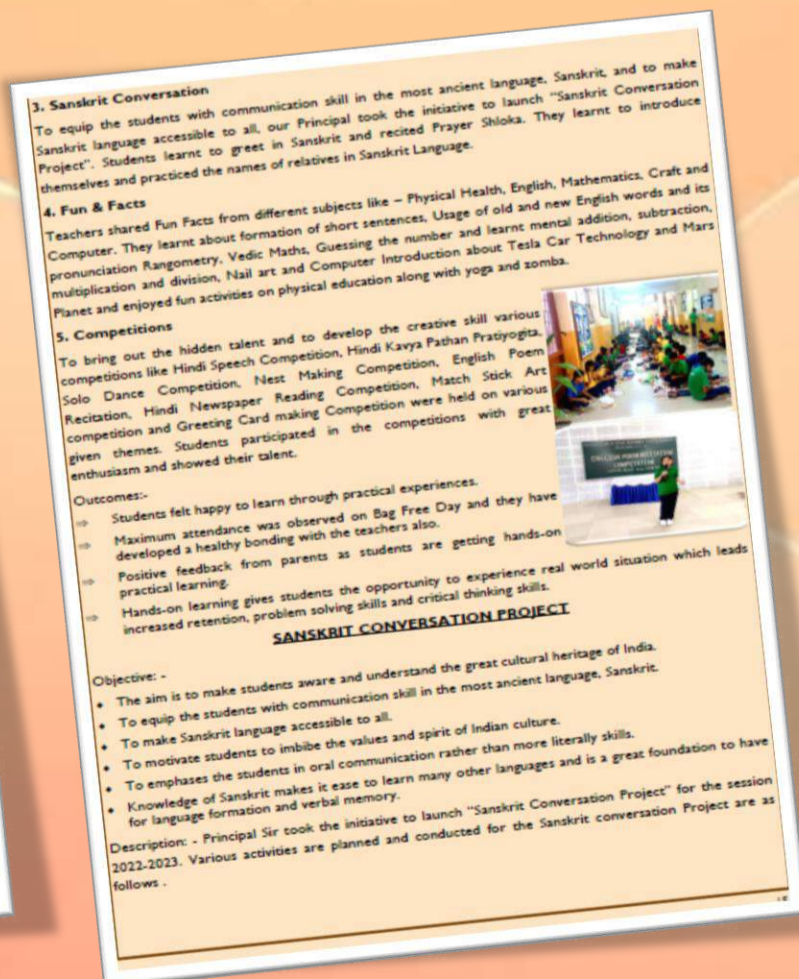 3. Sanskrit Conversation
To equip the students with communication skill in the most ancient language, Sanskrit, and to make
Sanskrit language accessible to all, our Principal took the initiative to launch "Sanskrit Conversation
Project". Students learnt to greet in Sanskrit and recited Prayer Shloka. They learnt to introduce
themselves and practiced the names of relatives in Sanskrit Language.
4. Fun & Facts
Teachers shared Fun Facts from different subjects like – Physical Health, English, Mathematics, Craft and
Computer. They learnt about formation of short sentences, Usage of old and new English words and its
pronunciation Rangometry, Vedic Maths, Guessing the number and learnt mental addition, subtraction,
multiplication and division, Nail art and Computer Introduction about Tesla Car Technology and Mars
Planet and enjoyed fun activities on physical education along with yoga and zomba.
5. Competitions
To bring out the hidden talent and to develop the creative skill various
competitions like Hindi Speech Competition, Hindi Kavya Pathan Pratiyogita,
Solo Dance Competition, Nest Making Competition, English Poem
Recitation, Hindi Newspaper Reading Competition, Match Stick Art
competition and Greeting Card making Competition were held on various
given themes. Students participated in the competitions with great
enthusiasm and showed their talent.
ENGLISH POEM RECITATION
COMPETITION
Outcomes:-
⇒ Students felt happy to learn through practical experiences.
⇒ Maximum attendance was observed on Bag Free Day and they have
developed a healthy bonding with the teachers also.
⇒ Positive feedback from parents as students are getting hands-on
practical learning.
⇒ Hands-on learning gives students the opportunity to experience real world situation which leads
increased retention, problem solving skills and critical thinking skills.
SANSKRIT CONVERSATION PROJECT
Objective: -
• The aim is to make students aware and understand the great cultural heritage of India.
• To equip the students with communication skill in the most ancient language, Sanskrit.
• To make Sanskrit language accessible to all.
• To motivate students to imbibe the values and spirit of Indian culture.
• To emphases the students in oral communication rather than more literally skills.
• Knowledge of Sanskrit makes it ease to learn many other languages and is a great foundation to have
for language formation and verbal memory.
Description: - Principal Sir took the initiative to launch "Sanskrit Conversation Project" for the session
2022-2023. Various activities are planned and conducted for the Sanskrit conversation Project are as
follows .